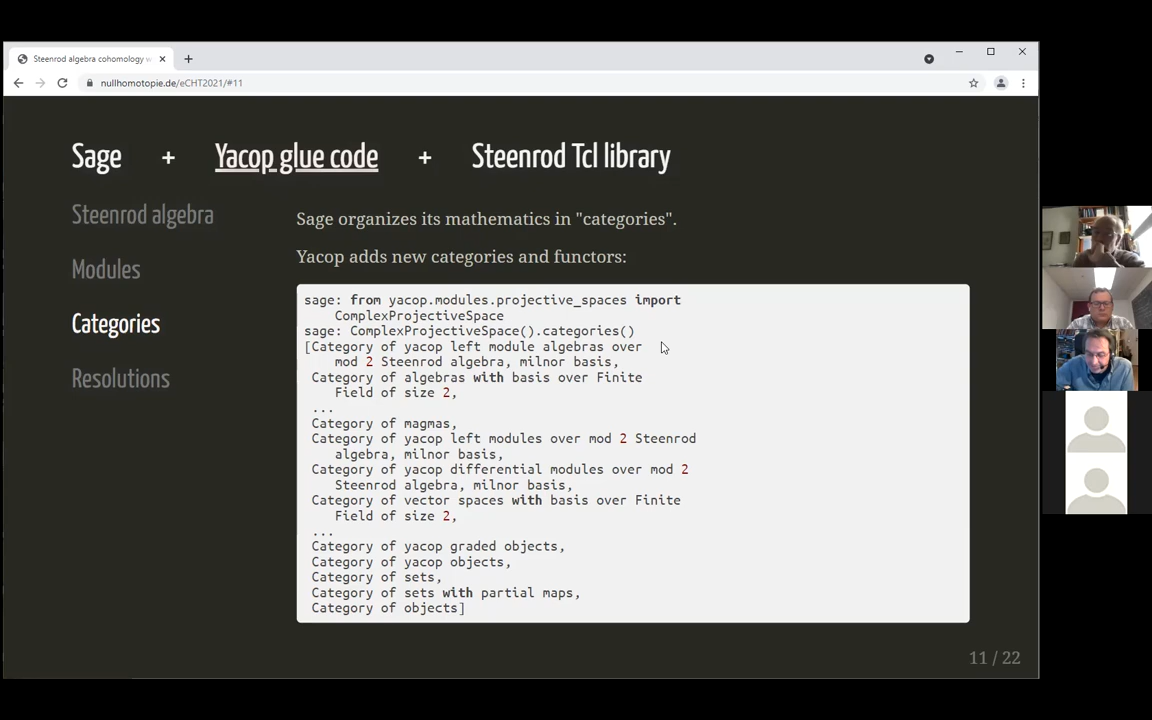 Steenrod algebra cohomology w
nullhomotopie.de/eCHT2021/#11
Sage + Yacop glue code + Steenrod Tcl library
Steenrod algebra
Modules
Categories
Resolutions
Sage organizes its mathematics in "categories".
Yacop adds new categories and functors:
sage: from yacop.modules.projective_spaces import
ComplexProjectiveSpace
sage: ComplexProjectiveSpace().categories()
[Category of yacop left module algebras over
mod 2 Steenrod algebra, milnor basis,
Category of algebras with basis over Finite
Field of size 2,
...
Category of magmas,
Category of yacop left modules over mod 2 Steenrod
algebra, milnor basis,
Category of yacop differential modules over mod 2
Steenrod algebra, milnor basis,
Category of vector spaces with basis over Finite
Field of size 2,
...
Category of yacop graded objects,
Category of yacop objects,
Category of sets,
Category of sets with partial maps,
Category of objects]
11 / 22